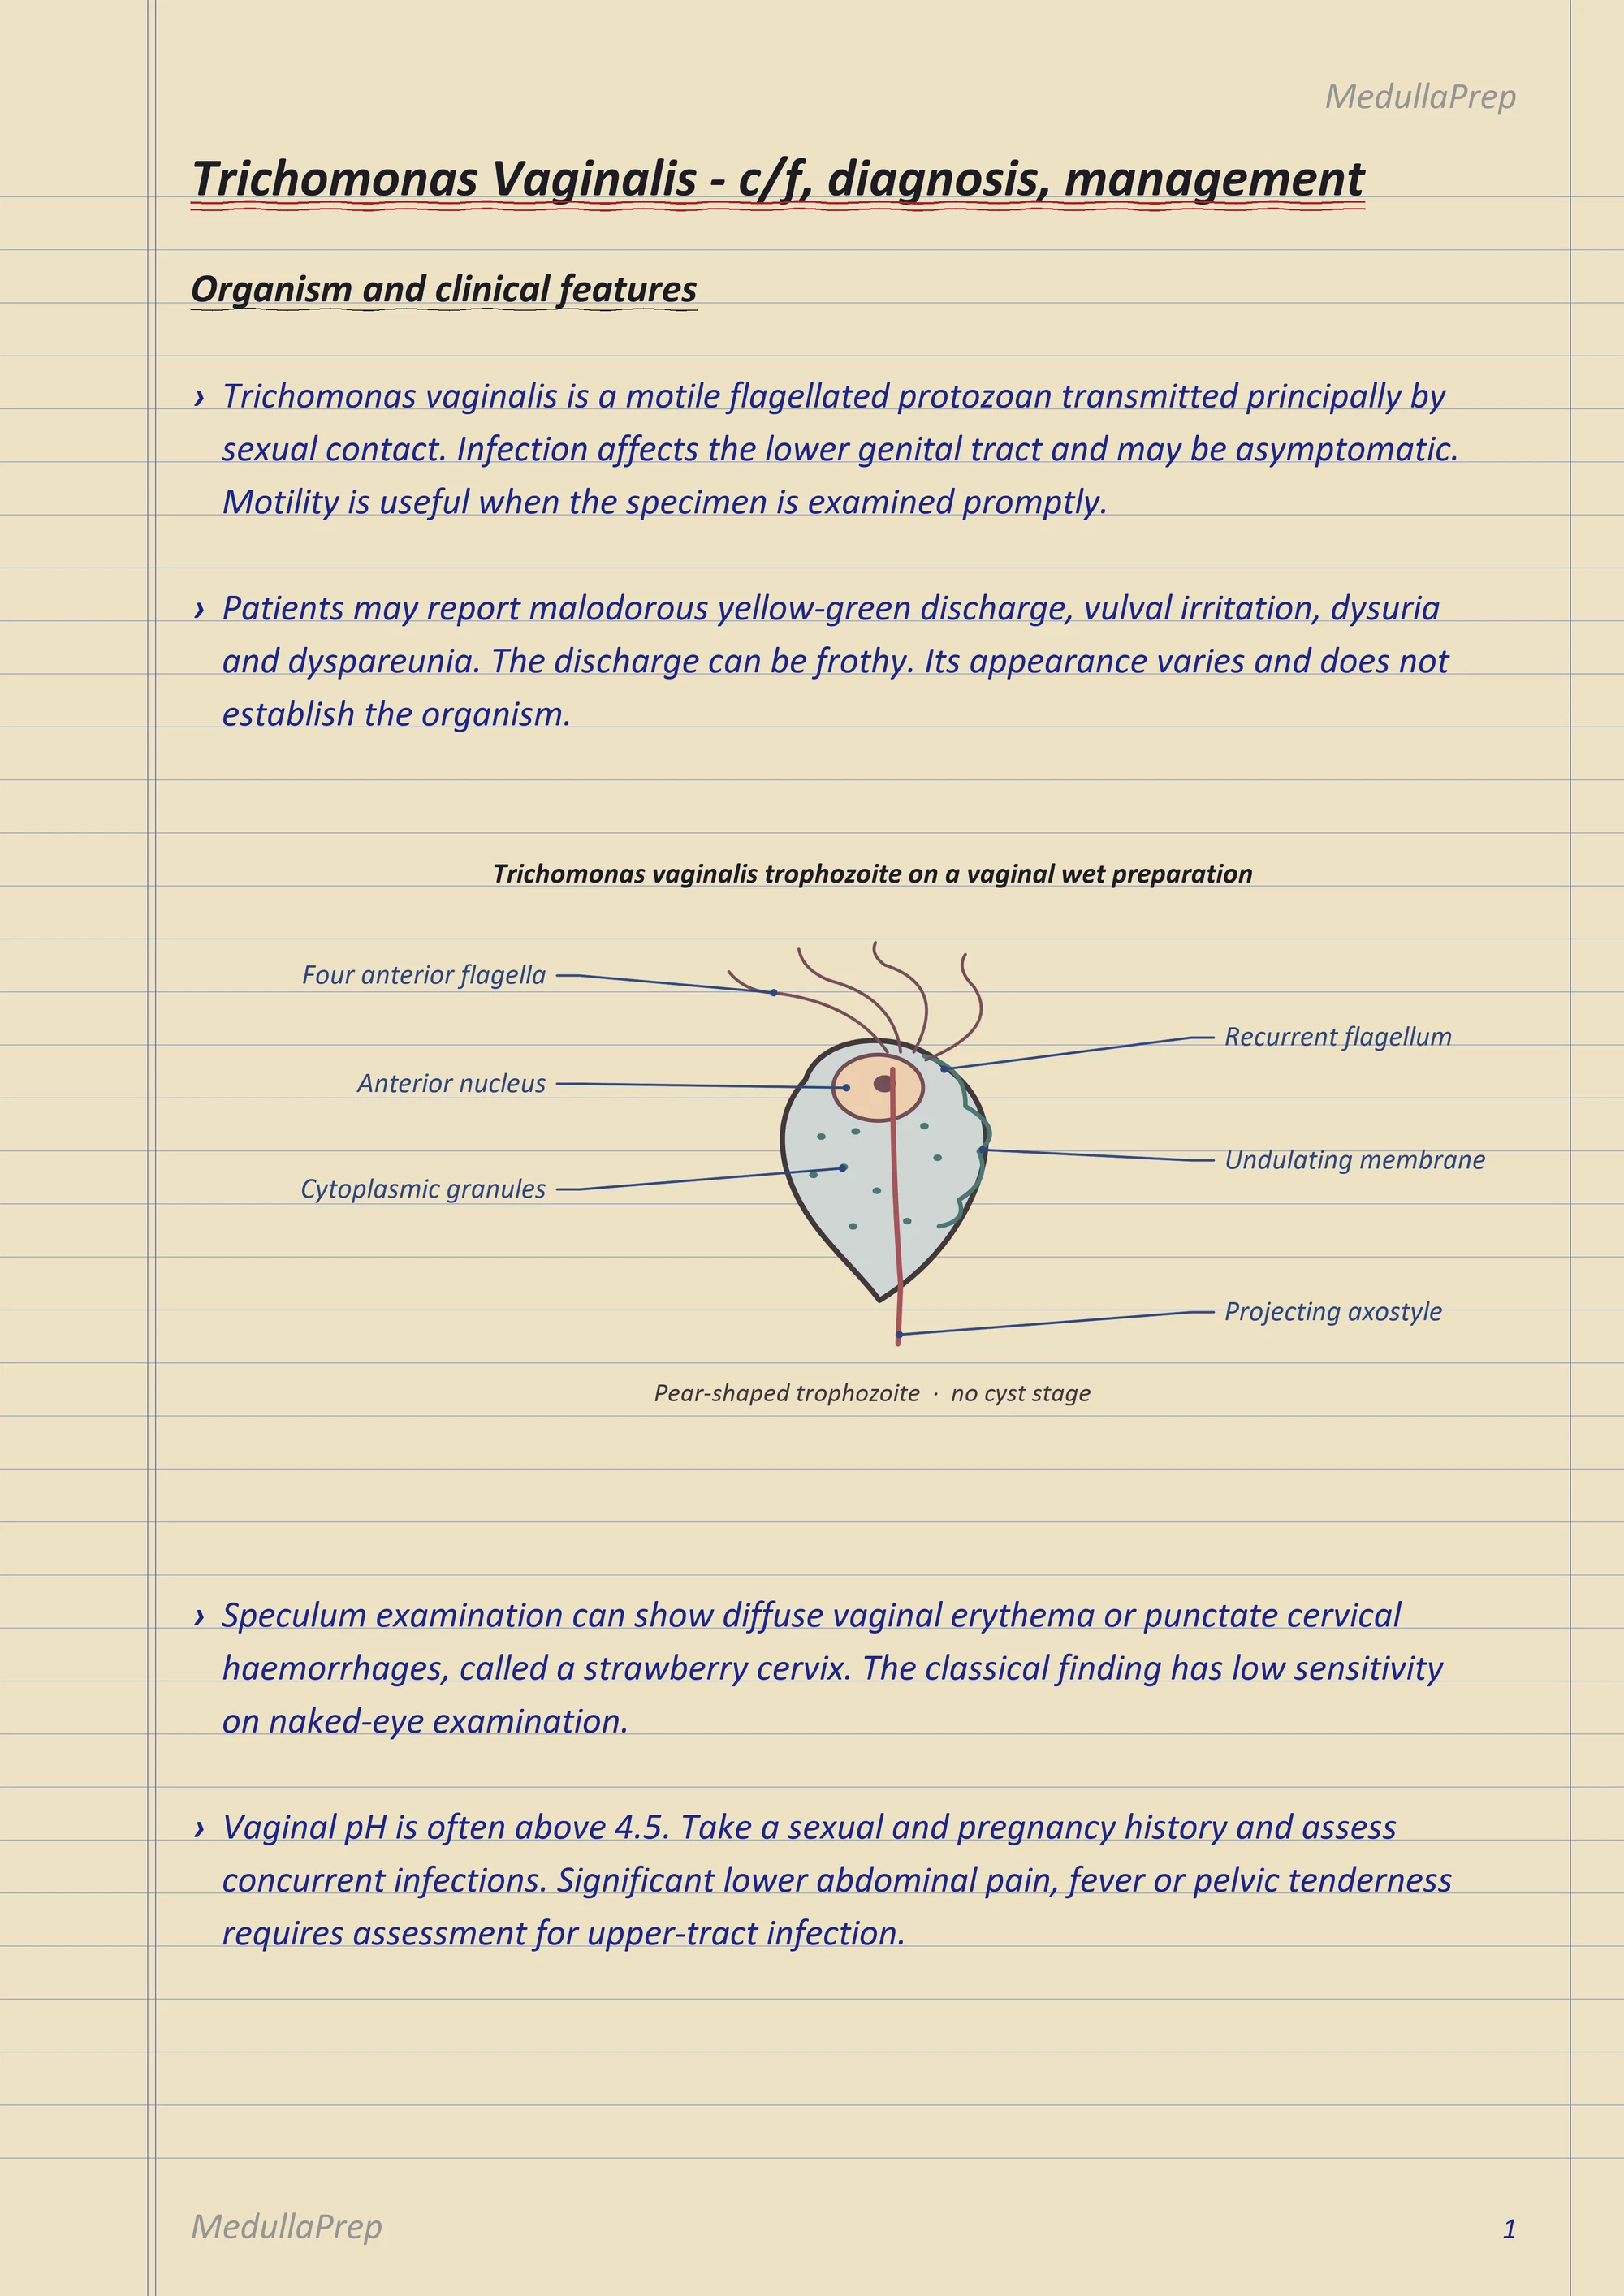 MedullaPrep
Trichomonas Vaginalis - c/f, diagnosis, management
Organism and clinical features
› Trichomonas vaginalis is a motile flagellated protozoan transmitted principally by
sexual contact. Infection affects the lower genital tract and may be asymptomatic.
Motility is useful when the specimen is examined promptly.
› Patients may report malodorous yellow-green discharge, vulval irritation, dysuria
and dyspareunia. The discharge can be frothy. Its appearance varies and does not
establish the organism.
Trichomonas vaginalis trophozoite on a vaginal wet preparation
Four anterior flagella
Recurrent flagellum
Anterior nucleus
Undulating membrane
Cytoplasmic granules
Projecting axostyle
Pear-shaped trophozoite · no cyst stage
› Speculum examination can show diffuse vaginal erythema or punctate cervical
haemorrhages, called a strawberry cervix. The classical finding has low sensitivity
on naked-eye examination.
› Vaginal pH is often above 4.5. Take a sexual and pregnancy history and assess
concurrent infections. Significant lower abdominal pain, fever or pelvic tenderness
requires assessment for upper-tract infection.
MedullaPrep
1